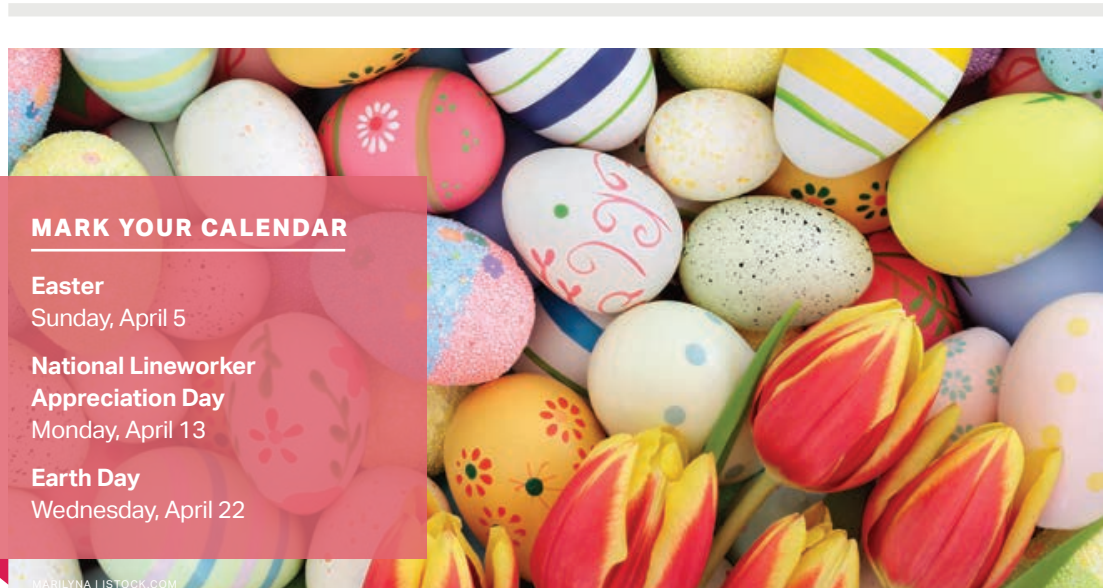 MARK YOUR CALENDAR
Easter
Sunday, April 5
National Lineworker
Appreciation Day
Monday, April 13
Earth Day
Wednesday, April 22
MARILYNA | ISTOCK.COM